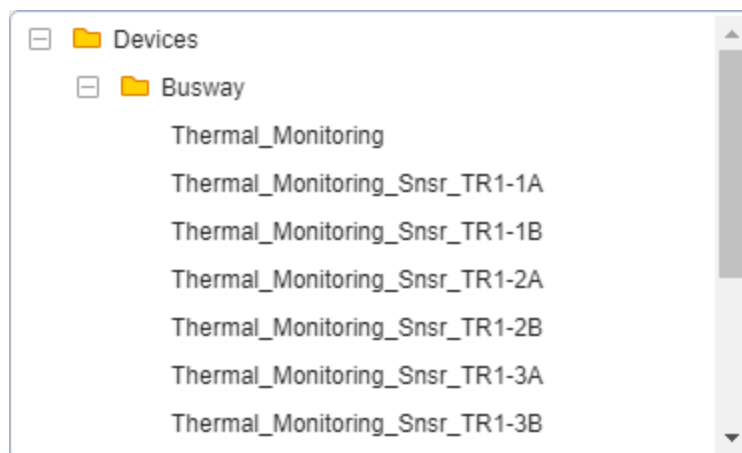 Devices
Busway
Thermal_Monitoring
Thermal_Monitoring_Snsr_TR1-1A
Thermal_Monitoring_Snsr_TR1-1B
Thermal_Monitoring_Snsr_TR1-2A
Thermal_Monitoring_Snsr_TR1-2B
Thermal_Monitoring_Snsr_TR1-3A
Thermal_Monitoring_Snsr_TR1-3B